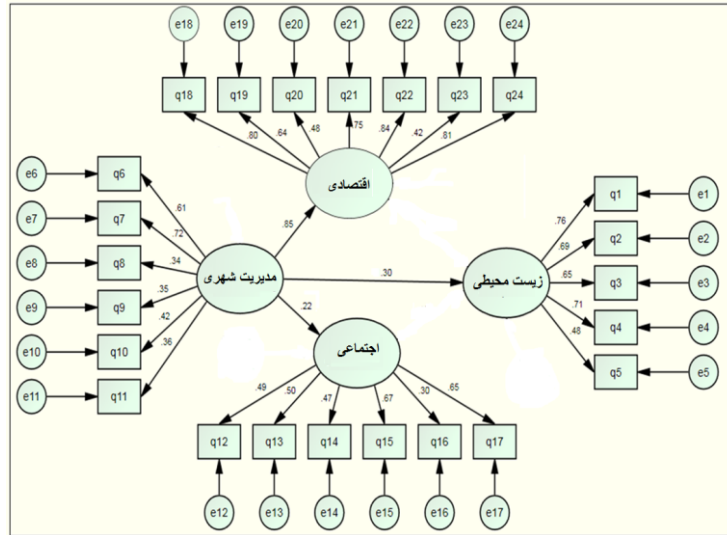 e18 e19 e20 e21 e22 e23 e24
q18 q19 q20 q21 q22 q23 q24
.80 .64 .48 .75 .84 .42 .81
اقتصادی
e6 q6
e7 q7
e8 q8
e9 q9
e10 q10
e11 q11
.61
.72
.34
.35
.42
.36
مدیریت شهری
.85
.30
.22
زیست محیطی
.76
.69
.65
.71
.48
q1 e1
q2 e2
q3 e3
q4 e4
q5 e5
اجتماعی
.49 .50 .47 .67 .30 .65
q12 q13 q14 q15 q16 q17
e12 e13 e14 e15 e16 e17